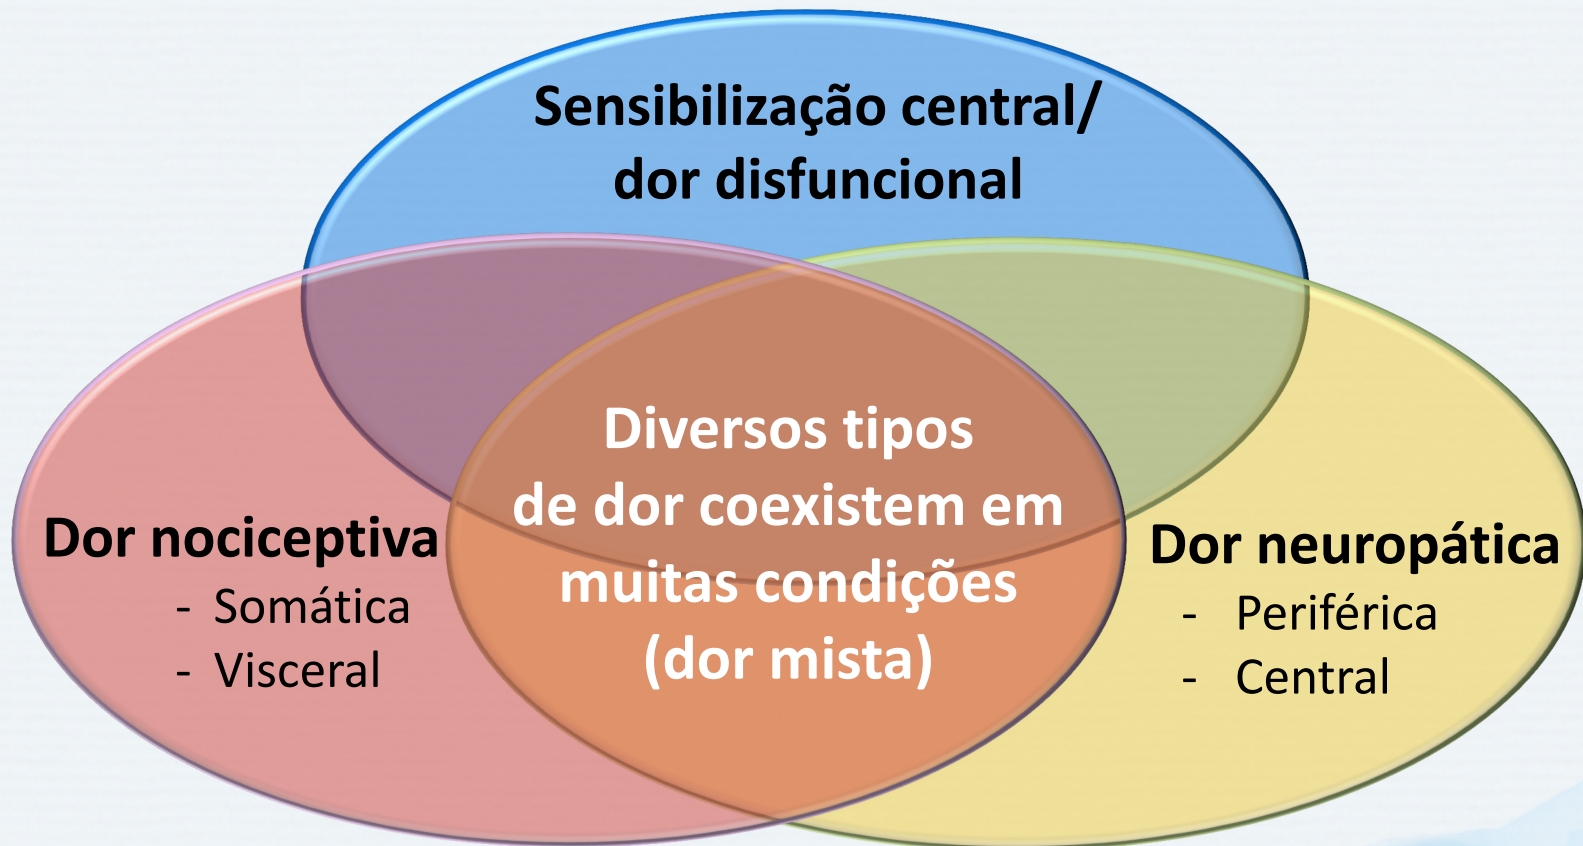 Sensibilização central/
dor disfuncional
Diversos tipos
de dor coexistem em
muitas condições
(dor mista)
Dor nociceptiva
- Somática
- Visceral
Dor neuropática
- Periférica
- Central